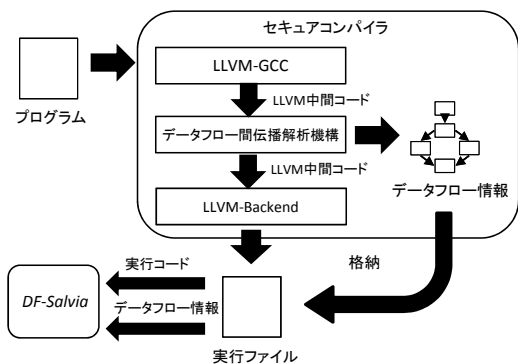 セキュアコンパイラ
LLVM-GCC
プログラム
LLVM中間コード
データフロー間伝播解析機構
LLVM中間コード
データフロー情報
LLVM-Backend
格納
実行コード
DF-Salvia
データフロー情報
実行ファイル